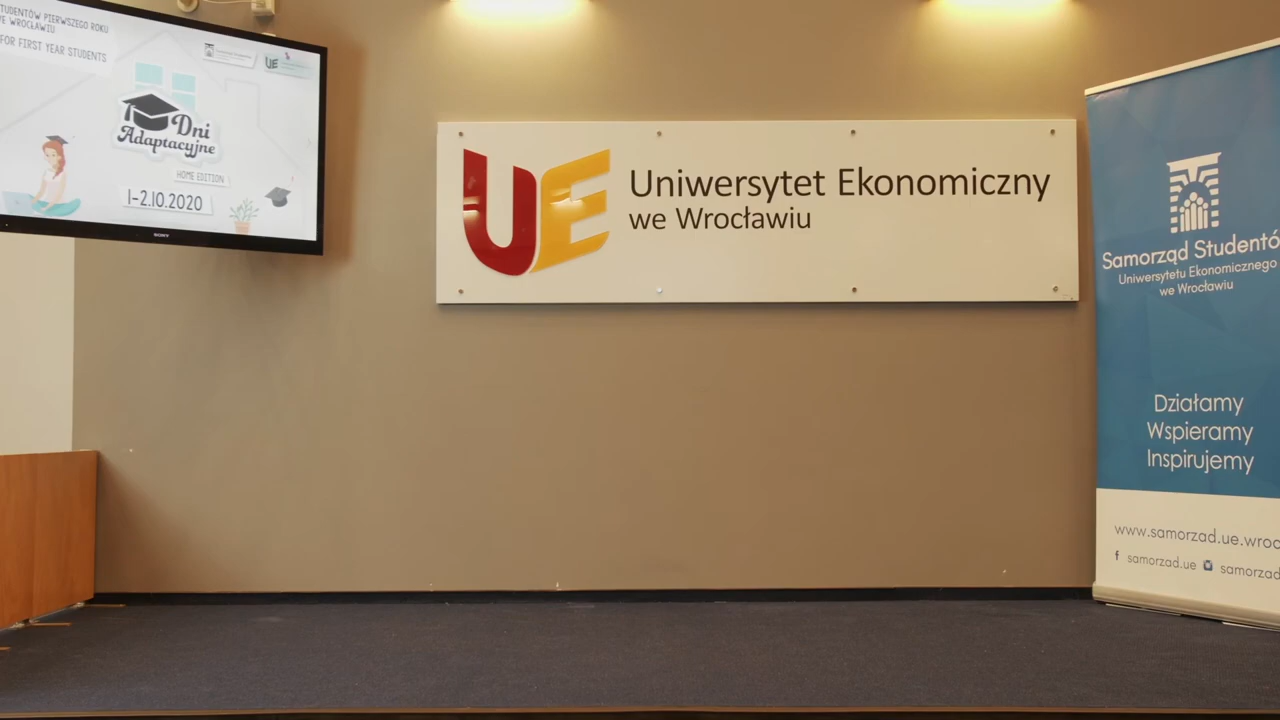 TUDENTÓW PIERWSZEGO ROKU
WE WROCŁAWIU
FOR FIRST YEAR STUDENTS
UE
Dni
Adaptacyjne
HOME EDITION
1-2.10.2020
SONY
UE
Uniwersytet Ekonomiczny
we Wrocławiu
Samorząd Studentó
Uniwersytetu Ekonomicznego
we Wrocławiu
Działamy
Wspieramy
Inspirujemy
www.samorzad.ue.wroc
f samorzad.ue samorzad